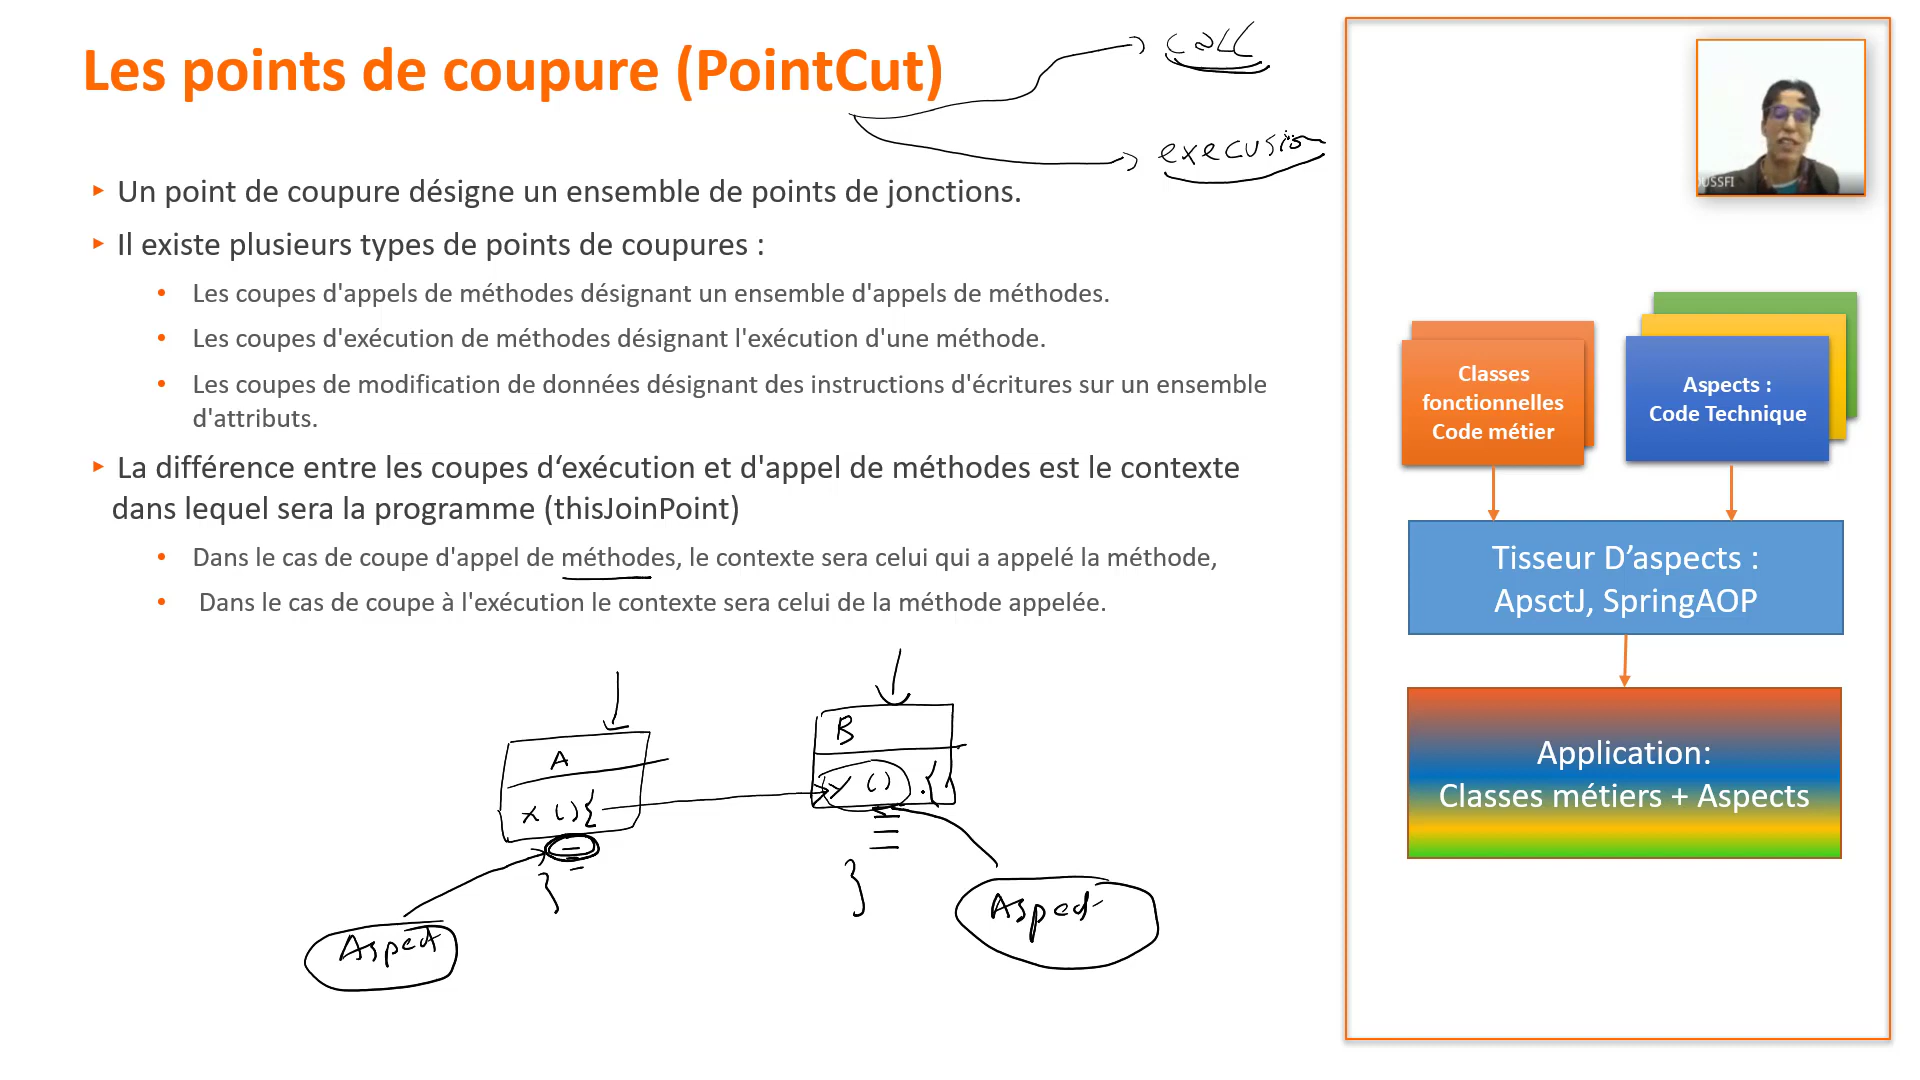 Les points de coupure (PointCut)
call
execusion
Un point de coupure désigne un ensemble de points de jonctions.
Il existe plusieurs types de points de coupures :
Les coupes d'appels de méthodes désignant un ensemble d'appels de méthodes.
Les coupes d'exécution de méthodes désignant l'exécution d'une méthode.
Les coupes de modification de données désignant des instructions d'écritures sur un ensemble
d'attributs.
La différence entre les coupes d‘exécution et d'appel de méthodes est le contexte
dans lequel sera la programme (thisJoinPoint)
Dans le cas de coupe d'appel de méthodes, le contexte sera celui qui a appelé la méthode,
Dans le cas de coupe à l'exécution le contexte sera celui de la méthode appelée.
A
x () {
}
Aspect
B
y () {
}
Aspect
OUSSFI
Classes
fonctionnelles
Code métier
Aspects :
Code Technique
Tisseur D’aspects :
ApsctJ, SpringAOP
Application:
Classes métiers + Aspects